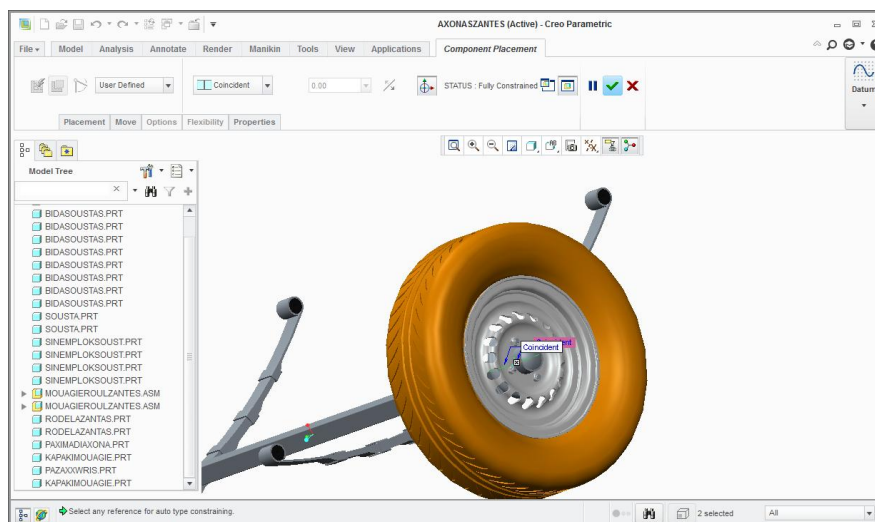 AXONASZANTES (Active) - Creo Parametric
File Model Analysis Annotate Render Manikin Tools View Applications Component Placement
User Defined Coincident 0.00 STATUS : Fully Constrained
Datum
Placement Move Options Flexibility Properties
Model Tree
BIDASOUSTAS.PRT
BIDASOUSTAS.PRT
BIDASOUSTAS.PRT
BIDASOUSTAS.PRT
BIDASOUSTAS.PRT
BIDASOUSTAS.PRT
BIDASOUSTAS.PRT
BIDASOUSTAS.PRT
SOUSTA.PRT
SOUSTA.PRT
SINEMPLOKSOUST.PRT
SINEMPLOKSOUST.PRT
SINEMPLOKSOUST.PRT
SINEMPLOKSOUST.PRT
MOUAGIEROULZANTES.ASM
MOUAGIEROULZANTES.ASM
RODELAZANTAS.PRT
RODELAZANTAS.PRT
PAXIMADIAXONA.PRT
KAPAKIMOUAGIE.PRT
PAZAXXWRIS.PRT
KAPAKIMOUAGIE.PRT
Coincident
Select any reference for auto type constraining.
2 selected
All